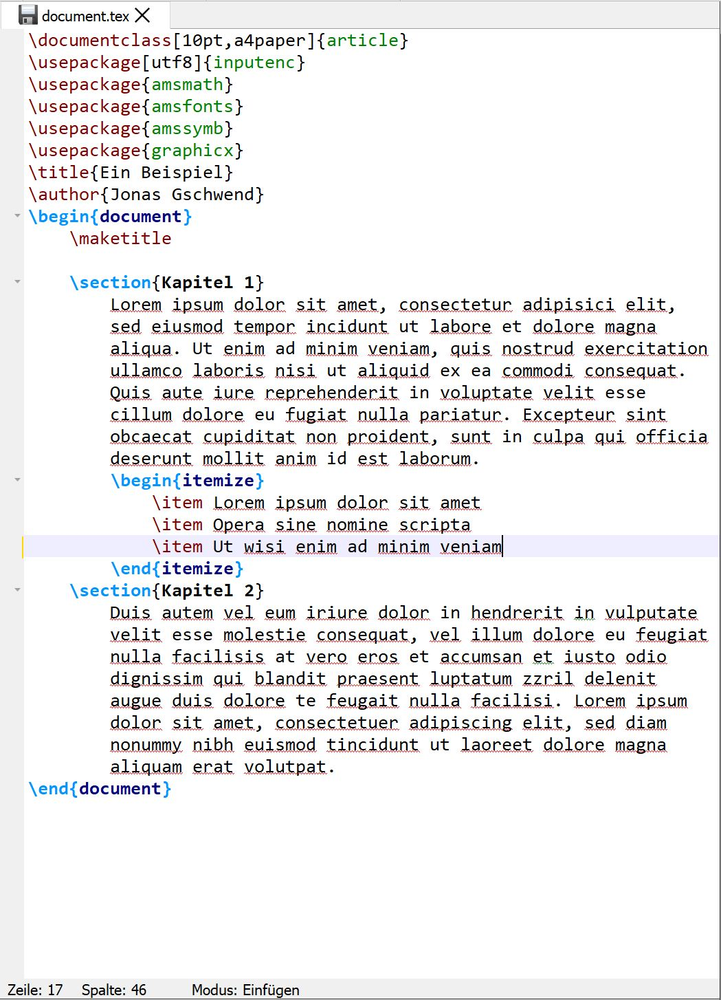 document.tex
\documentclass[10pt,a4paper]{article}
\usepackage[utf8]{inputenc}
\usepackage{amsmath}
\usepackage{amsfonts}
\usepackage{amssymb}
\usepackage{graphicx}
\title{Ein Beispiel}
\author{Jonas Gschwend}
\begin{document}
\maketitle
\section{Kapitel 1}
Lorem ipsum dolor sit amet, consectetur adipisici elit,
sed eiusmod tempor incidunt ut labore et dolore magna
aliqua. Ut enim ad minim veniam, quis nostrud exercitation
ullamco laboris nisi ut aliquid ex ea commodi consequat.
Quis aute iure reprehenderit in voluptate velit esse
cillum dolore eu fugiat nulla pariatur. Excepteur sint
obcaecat cupiditat non proident, sunt in culpa qui officia
deserunt mollit anim id est laborum.
\begin{itemize}
\item Lorem ipsum dolor sit amet
\item Opera sine nomine scripta
\item Ut wisi enim ad minim veniam
\end{itemize}
\section{Kapitel 2}
Duis autem vel eum iriure dolor in hendrerit in vulputate
velit esse molestie consequat, vel illum dolore eu feugiat
nulla facilisis at vero eros et accumsan et iusto odio
dignissim qui blandit praesent luptatum zzril delenit
augue duis dolore te feugait nulla facilisi. Lorem ipsum
dolor sit amet, consectetuer adipiscing elit, sed diam
nonummy nibh euismod tincidunt ut laoreet dolore magna
aliquam erat volutpat.
\end{document}
Zeile: 17 Spalte: 46 Modus: Einfügen